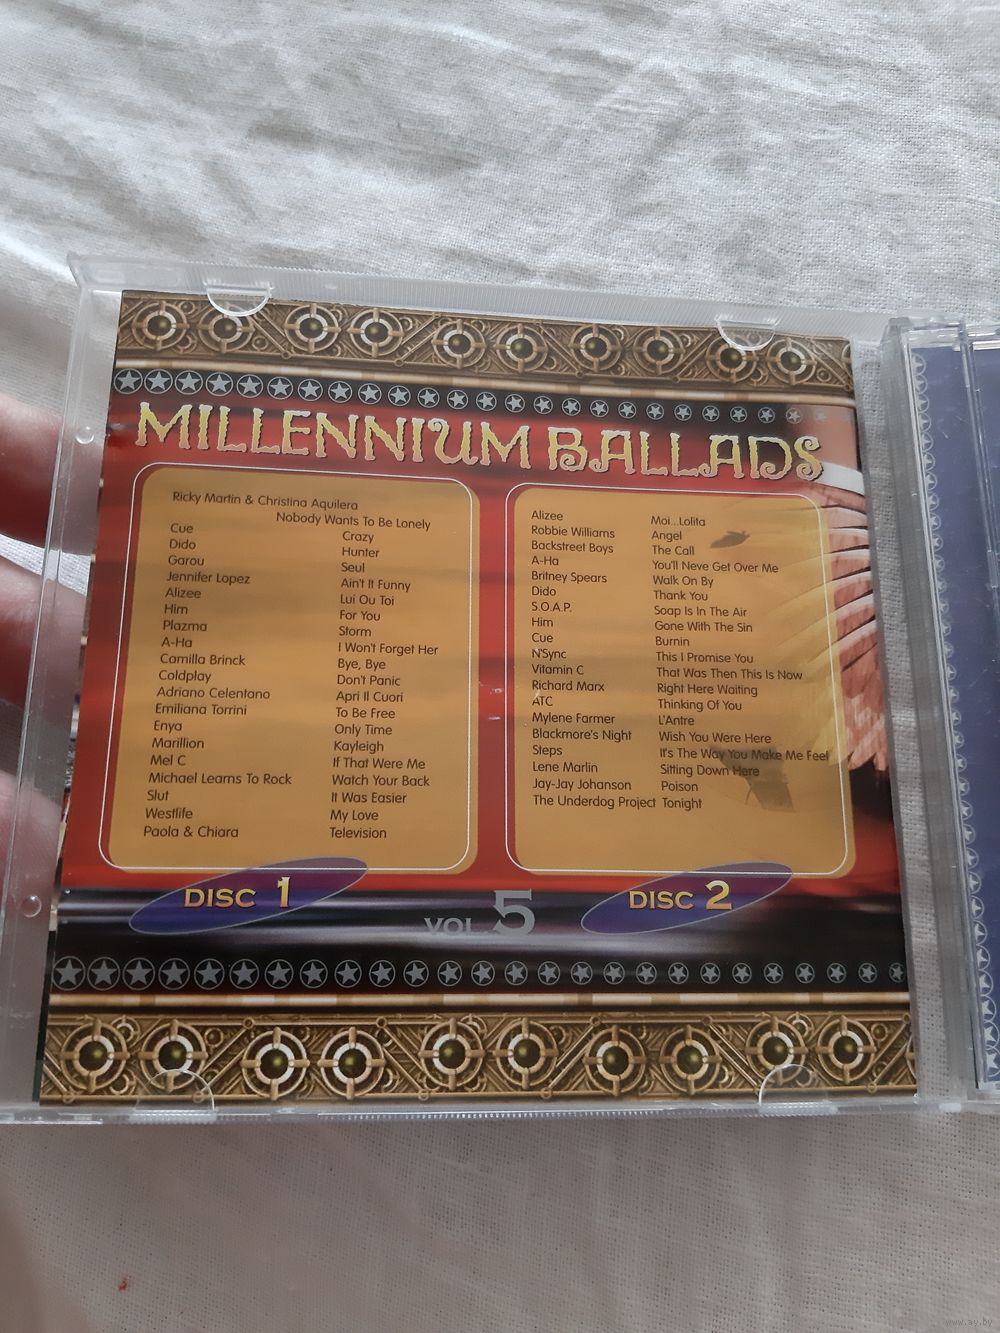 MILLENNIUM BALLADS
Ricky Martin & Christina Aguilera
Nobody Wants To Be Lonely
Cue Crazy
Dido Hunter
Garou Seul
Jennifer Lopez Ain't It Funny
Alizee Lui Ou Toi
Him For You
Plazma Storm
A-Ha I Won't Forget Her
Camilla Brinck Bye, Bye
Coldplay Don't Panic
Adriano Celentano Apri Il Cuori
Emiliana Torrini To Be Free
Enya Only Time
Marillion Kayleigh
Mel C If That Were Me
Michael Learns To Rock Watch Your Back
Slut It Was Easier
Westlife My Love
Paola & Chiara Television
DISC 1
Alizee Moi...Lolita
Robbie Williams Angel
Backstreet Boys The Call
A-Ha You'll Never Get Over Me
Britney Spears Walk On By
Dido Thank You
S.O.A.P. Soap Is In The Air
Him Gone With The Sin
Cue Burnin
N'Sync This I Promise You
Vitamin C That Was Then This Is Now
Richard Marx Right Here Waiting
ATC Thinking Of You
Mylene Farmer L'Antre
Blackmore's Night Wish You Were Here
Steps It's The Way You Make Me Feel
Lene Marlin Sitting Down Here
Jay-Jay Johanson Poison
The Underdog Project Tonight
DISC 2
VOL. 5
www.ay.by